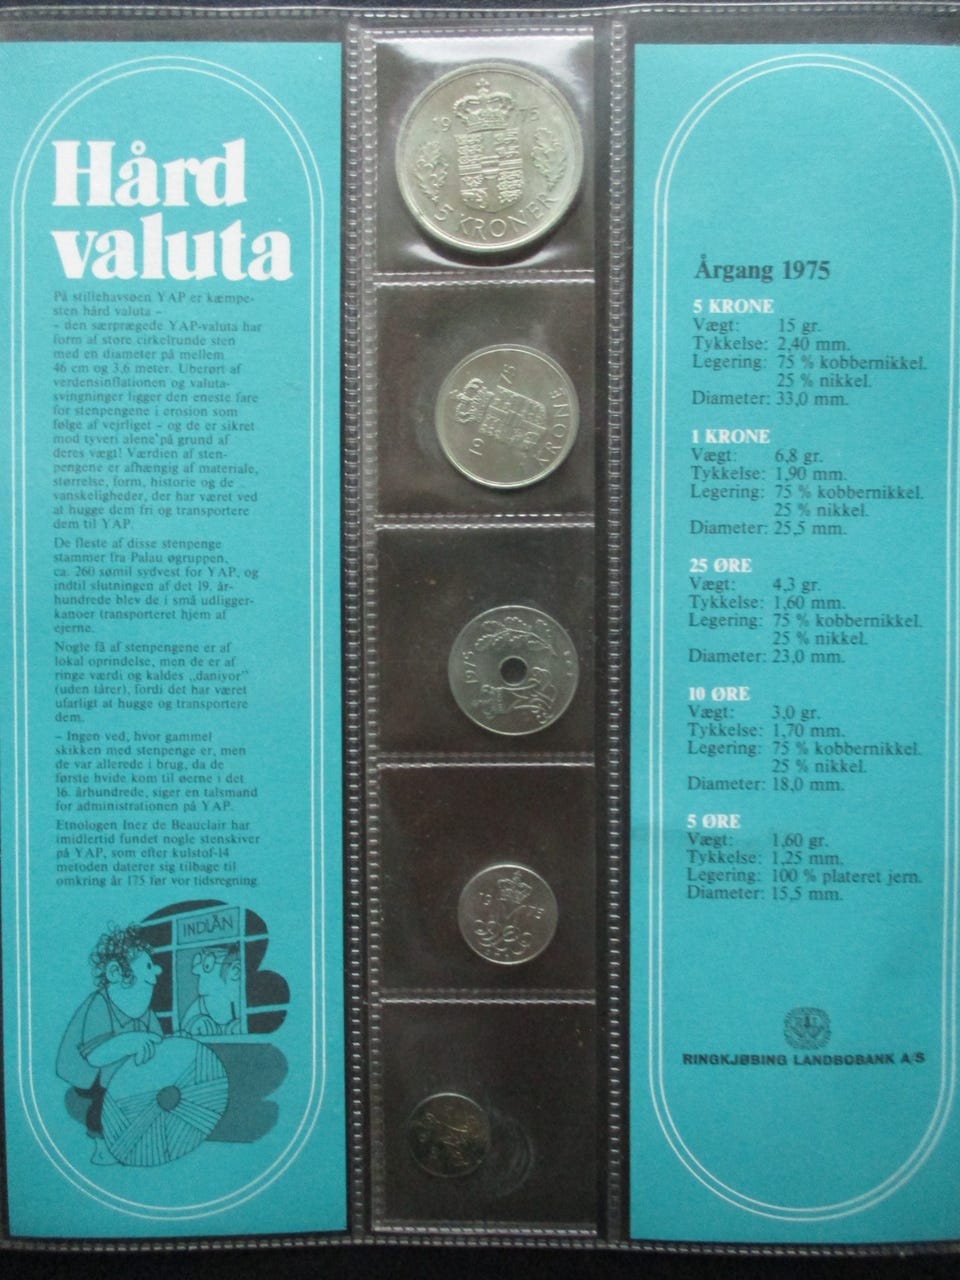 Hård
valuta
På stillehavsøen YAP er kæmpe-
sten hård valuta –
– den særprægede YAP-valuta har
form af store cirkelrunde sten
med en diameter på mellem
46 cm og 3,6 meter. Uberørt af
verdensinflationen og valuta-
svingninger ligger den eneste fare
for stenpengene i erosion som
følge af vejrliget – og de er sikret
mod tyveri alene på grund af
deres vægt! Værdien af sten-
pengene er afhængig af materiale,
størrelse, form, historie og de
vanskeligheder, der har været ved
at hugge dem fri og transportere
dem til YAP.
De fleste af disse stenpenge
stammer fra Palau øgruppen,
ca. 260 sømil sydvest for YAP, og
indtil slutningen af det 19. år-
hundrede blev de i små udligger-
kanoer transporteret hjem af
ejerne.
Nogle få af stenpengene er af
lokal oprindelse, men de er af
ringe værdi og kaldes „daniyor”
(uden tårer), fordi det har været
ufarligt at hugge og transportere
dem.
– Ingen ved, hvor gammel
skikken med stenpenge er, men
de var allerede i brug, da de
første hvide kom til øerne i det
16. århundrede, siger en talsmand
for administrationen på YAP.
Etnologen Inez de Beauclair har
imidlertid fundet nogle stenskiver
på YAP, som efter kulstof-14
metoden daterer sig tilbage til
omkring år 175 før vor tidsregning.
INDLÅN
19 75
5 KRONER
19 75
KRONE
1975
19 75
Årgang 1975
5 KRONE
Vægt: 15 gr.
Tykkelse: 2,40 mm.
Legering: 75 % kobbernikkel.
25 % nikkel.
Diameter: 33,0 mm.
1 KRONE
Vægt: 6,8 gr.
Tykkelse: 1,90 mm.
Legering: 75 % kobbernikkel.
25 % nikkel.
Diameter: 25,5 mm.
25 ØRE
Vægt: 4,3 gr.
Tykkelse: 1,60 mm.
Legering: 75 % kobbernikkel.
25 % nikkel.
Diameter: 23,0 mm.
10 ØRE
Vægt: 3,0 gr.
Tykkelse: 1,70 mm.
Legering: 75 % kobbernikkel.
25 % nikkel.
Diameter: 18,0 mm.
5 ØRE
Vægt: 1,60 gr.
Tykkelse: 1,25 mm.
Legering: 100 % plateret jern.
Diameter: 15,5 mm.
RINGKJØBING LANDBOBANK A/S